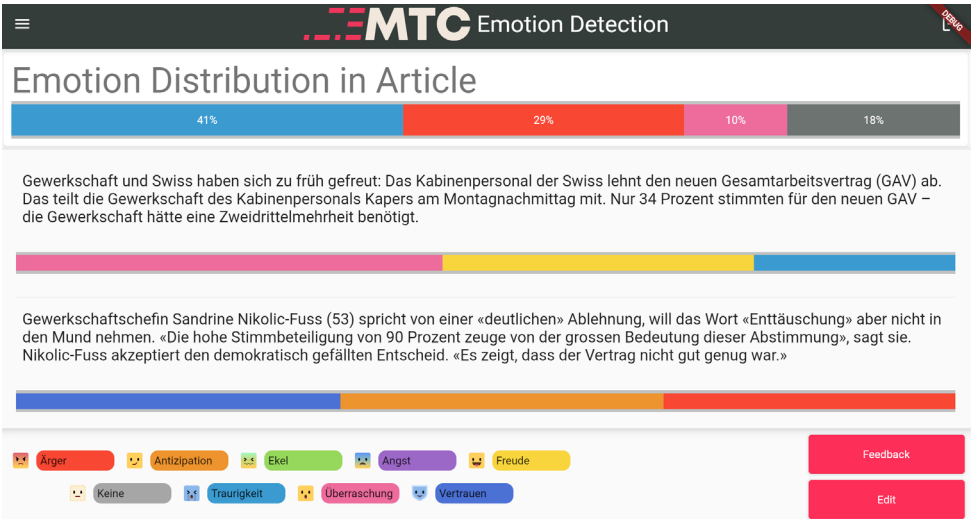 MTC Emotion Detection
DEBUG
Emotion Distribution in Article
41% 29% 10% 18%
Gewerkschaft und Swiss haben sich zu früh gefreut: Das Kabinenpersonal der Swiss lehnt den neuen Gesamtarbeitsvertrag (GAV) ab.
Das teilt die Gewerkschaft des Kabinenpersonals Kapers am Montagnachmittag mit. Nur 34 Prozent stimmten für den neuen GAV –
die Gewerkschaft hätte eine Zweidrittelmehrheit benötigt.
Gewerkschaftschefin Sandrine Nikolic-Fuss (53) spricht von einer «deutlichen» Ablehnung, will das Wort «Enttäuschung» aber nicht in
den Mund nehmen. «Die hohe Stimmbeteiligung von 90 Prozent zeuge von der grossen Bedeutung dieser Abstimmung», sagt sie.
Nikolic-Fuss akzeptiert den demokratisch gefällten Entscheid. «Es zeigt, dass der Vertrag nicht gut genug war.»
Ärger Antizipation Ekel Angst Freude
Keine Traurigkeit Überraschung Vertrauen
Feedback
Edit